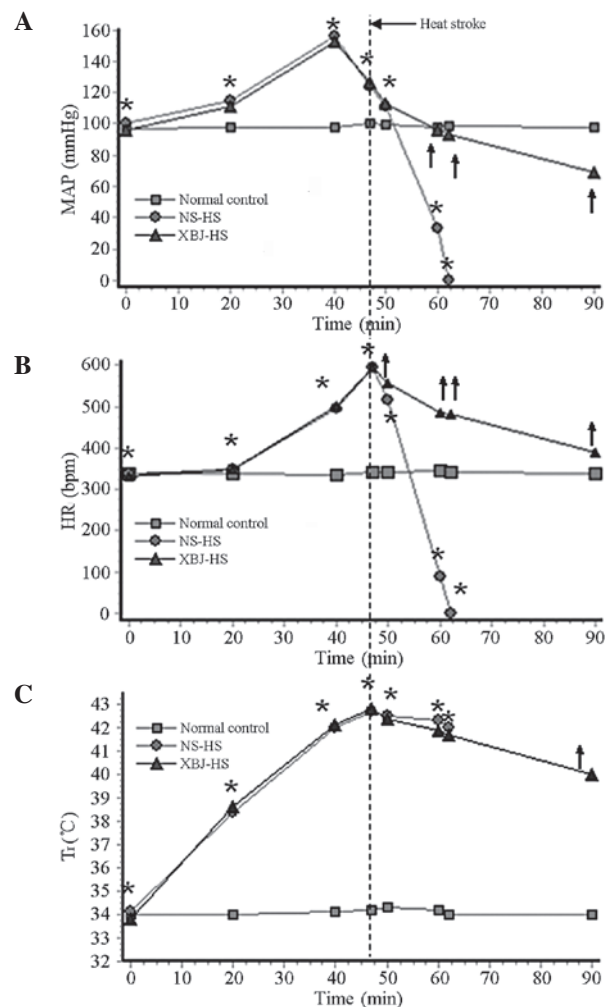 A
160
140
120
100
80
60
40
20
0
MAP (mmHg)
Heat stroke
Normal control
NS-HS
XBJ-HS
0 10 20 30 40 50 60 70 80 90
Time (min)
B
600
500
400
300
200
100
0
HR (bpm)
Normal control
NS-HS
XBJ-HS
0 10 20 30 40 50 60 70 80 90
Time (min)
C
43
42
41
40
39
38
37
36
35
34
33
32
Tr (℃)
Normal control
NS-HS
XBJ-HS
0 10 20 30 40 50 60 70 80 90
Time (min)